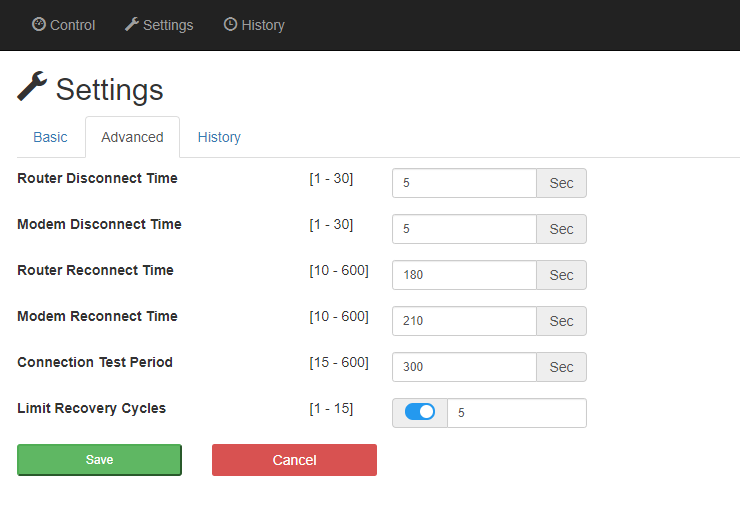 Control Settings History
Settings
Basic Advanced History
Router Disconnect Time [1 - 30] 5 Sec
Modem Disconnect Time [1 - 30] 5 Sec
Router Reconnect Time [10 - 600] 180 Sec
Modem Reconnect Time [10 - 600] 210 Sec
Connection Test Period [15 - 600] 300 Sec
Limit Recovery Cycles [1 - 15] 5
Save Cancel